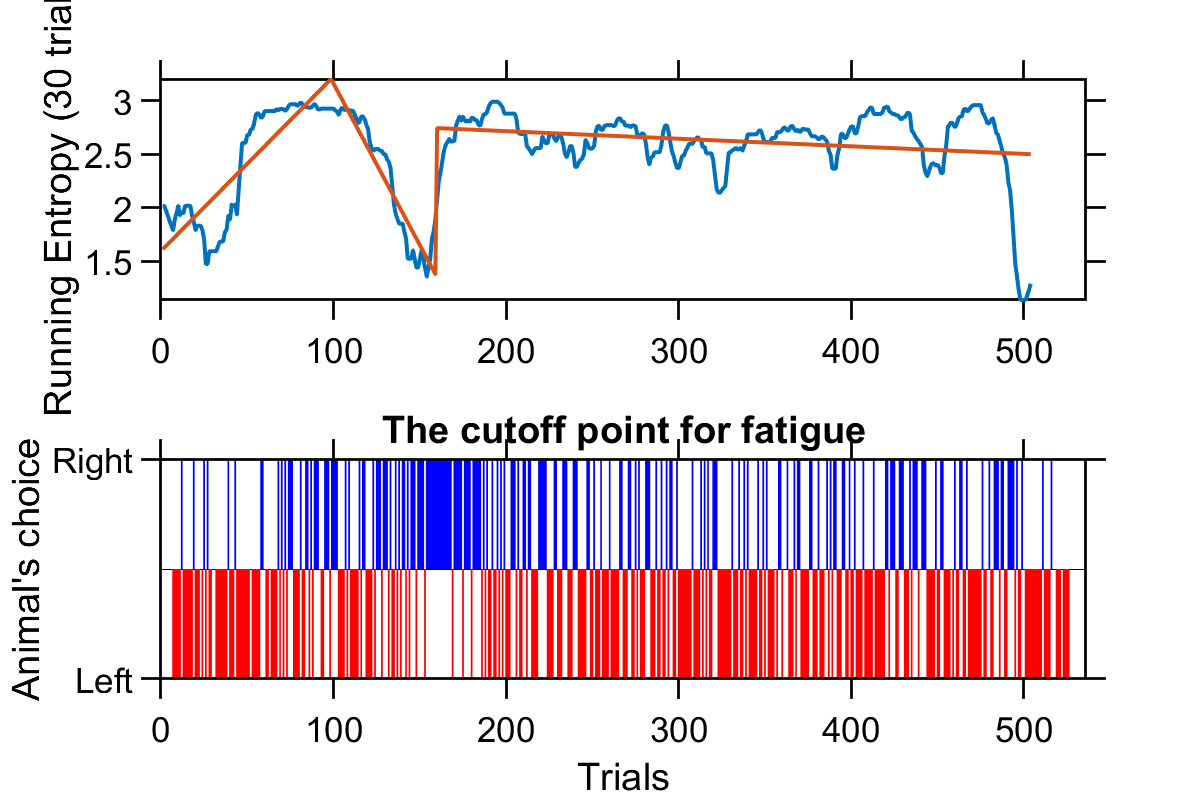 Running Entropy (30 trial
3
2.5
2
1.5
0 100 200 300 400 500
The cutoff point for fatigue
Animal's choice
Right
Left
0 100 200 300 400 500
Trials